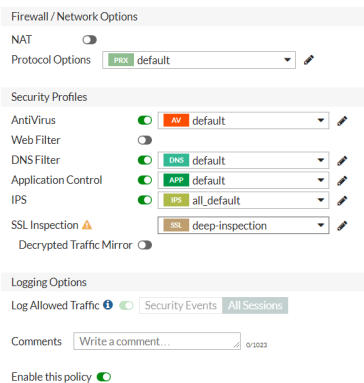 Firewall / Network Options
NAT
Protocol Options PRX default
Security Profiles
AntiVirus AV default
Web Filter
DNS Filter DNS default
Application Control APP default
IPS IPS all_default
SSL Inspection SSL deep-inspection
Decrypted Traffic Mirror
Logging Options
Log Allowed Traffic Security Events All Sessions
Comments Write a comment... 0/1023
Enable this policy